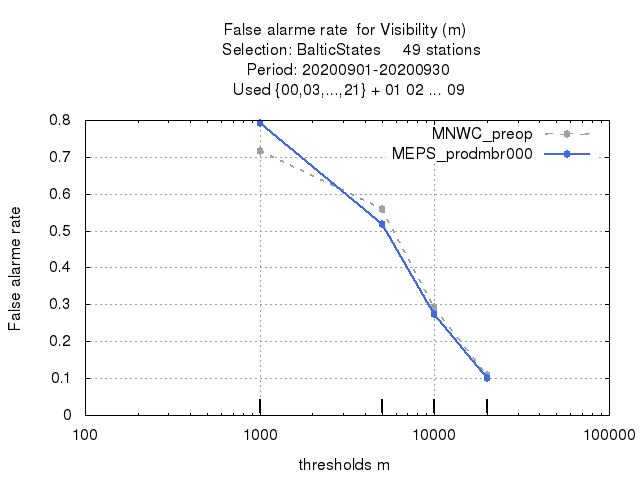 False alarme rate  for Visibility (m)
Selection: BalticStates     49 stations
Period: 20200901-20200930
Used {00,03,...,21} + 01 02 ... 09
MNWC_preop
MEPS_prodmbr000
False alarme rate
0.8
0.7
0.6
0.5
0.4
0.3
0.2
0.1
0
100
1000
10000
100000
thresholds m